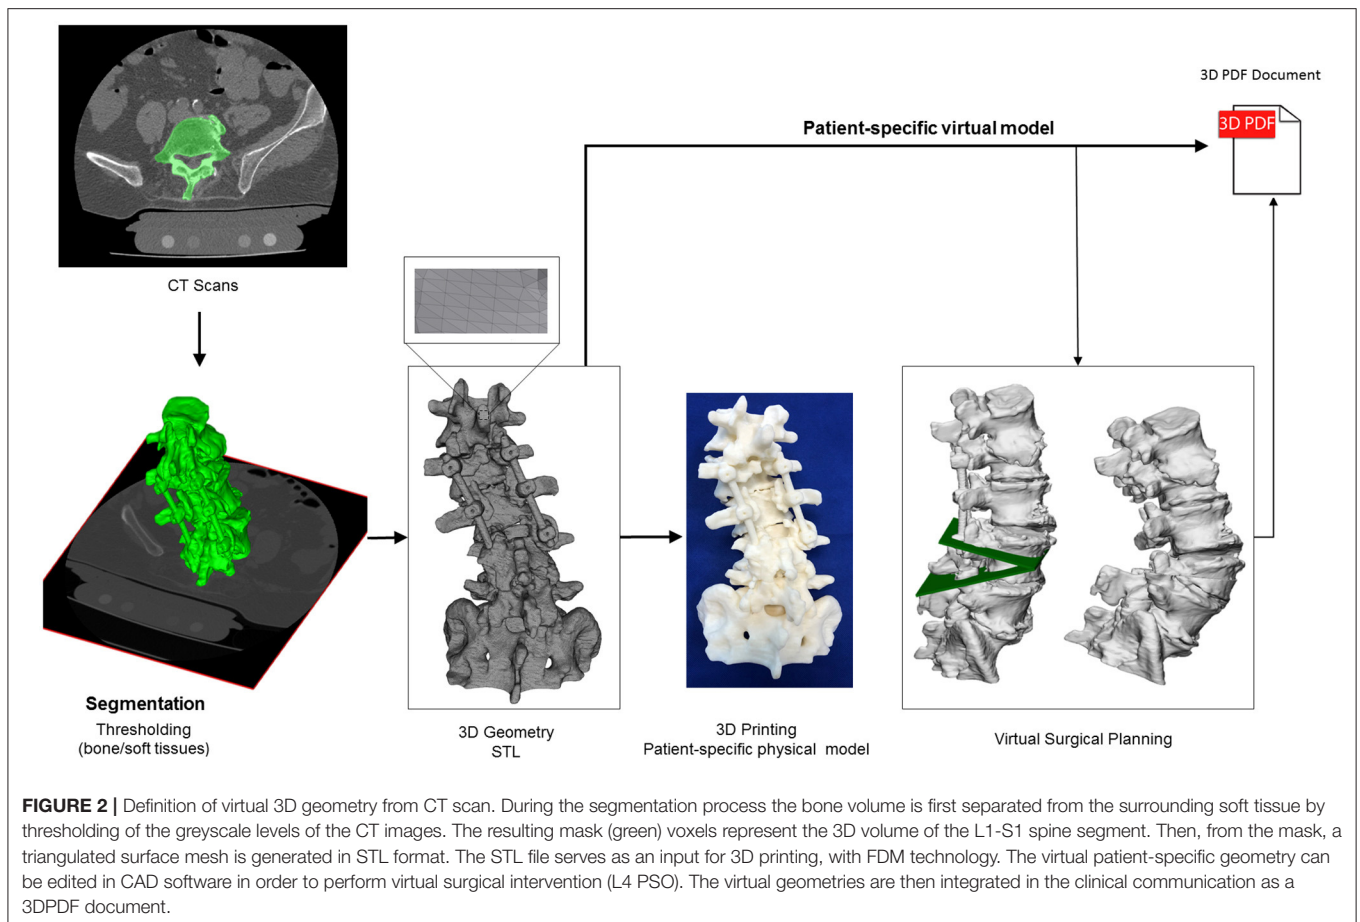 3D PDF Document
3D PDF
Patient-specific virtual model
CT Scans
Segmentation
Thresholding
(bone/soft tissues)
3D Geometry
STL
3D Printing
Patient-specific physical model
Virtual Surgical Planning
FIGURE 2 | Definition of virtual 3D geometry from CT scan. During the segmentation process the bone volume is first separated from the surrounding soft tissue by
thresholding of the greyscale levels of the CT images. The resulting mask (green) voxels represent the 3D volume of the L1-S1 spine segment. Then, from the mask, a
triangulated surface mesh is generated in STL format. The STL file serves as an input for 3D printing, with FDM technology. The virtual patient-specific geometry can
be edited in CAD software in order to perform virtual surgical intervention (L4 PSO). The virtual geometries are then integrated in the clinical communication as a
3DPDF document.